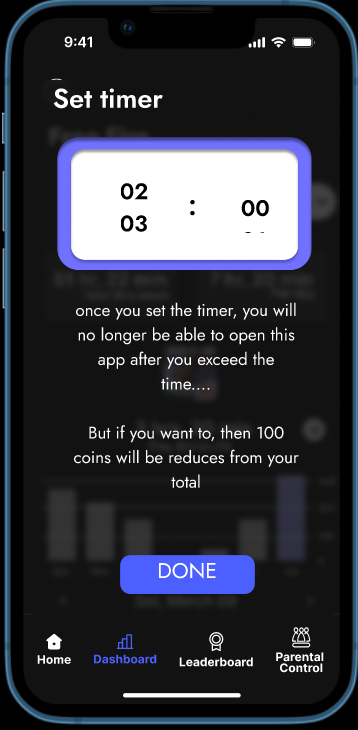 9:41
Set timer
02
03
:
00
once you set the timer, you will
no longer be able to open this
app after you exceed the
time....
But if you want to, then 100
coins will be reduces from your
total
DONE
Home
Dashboard
Leaderboard
Parental
Control